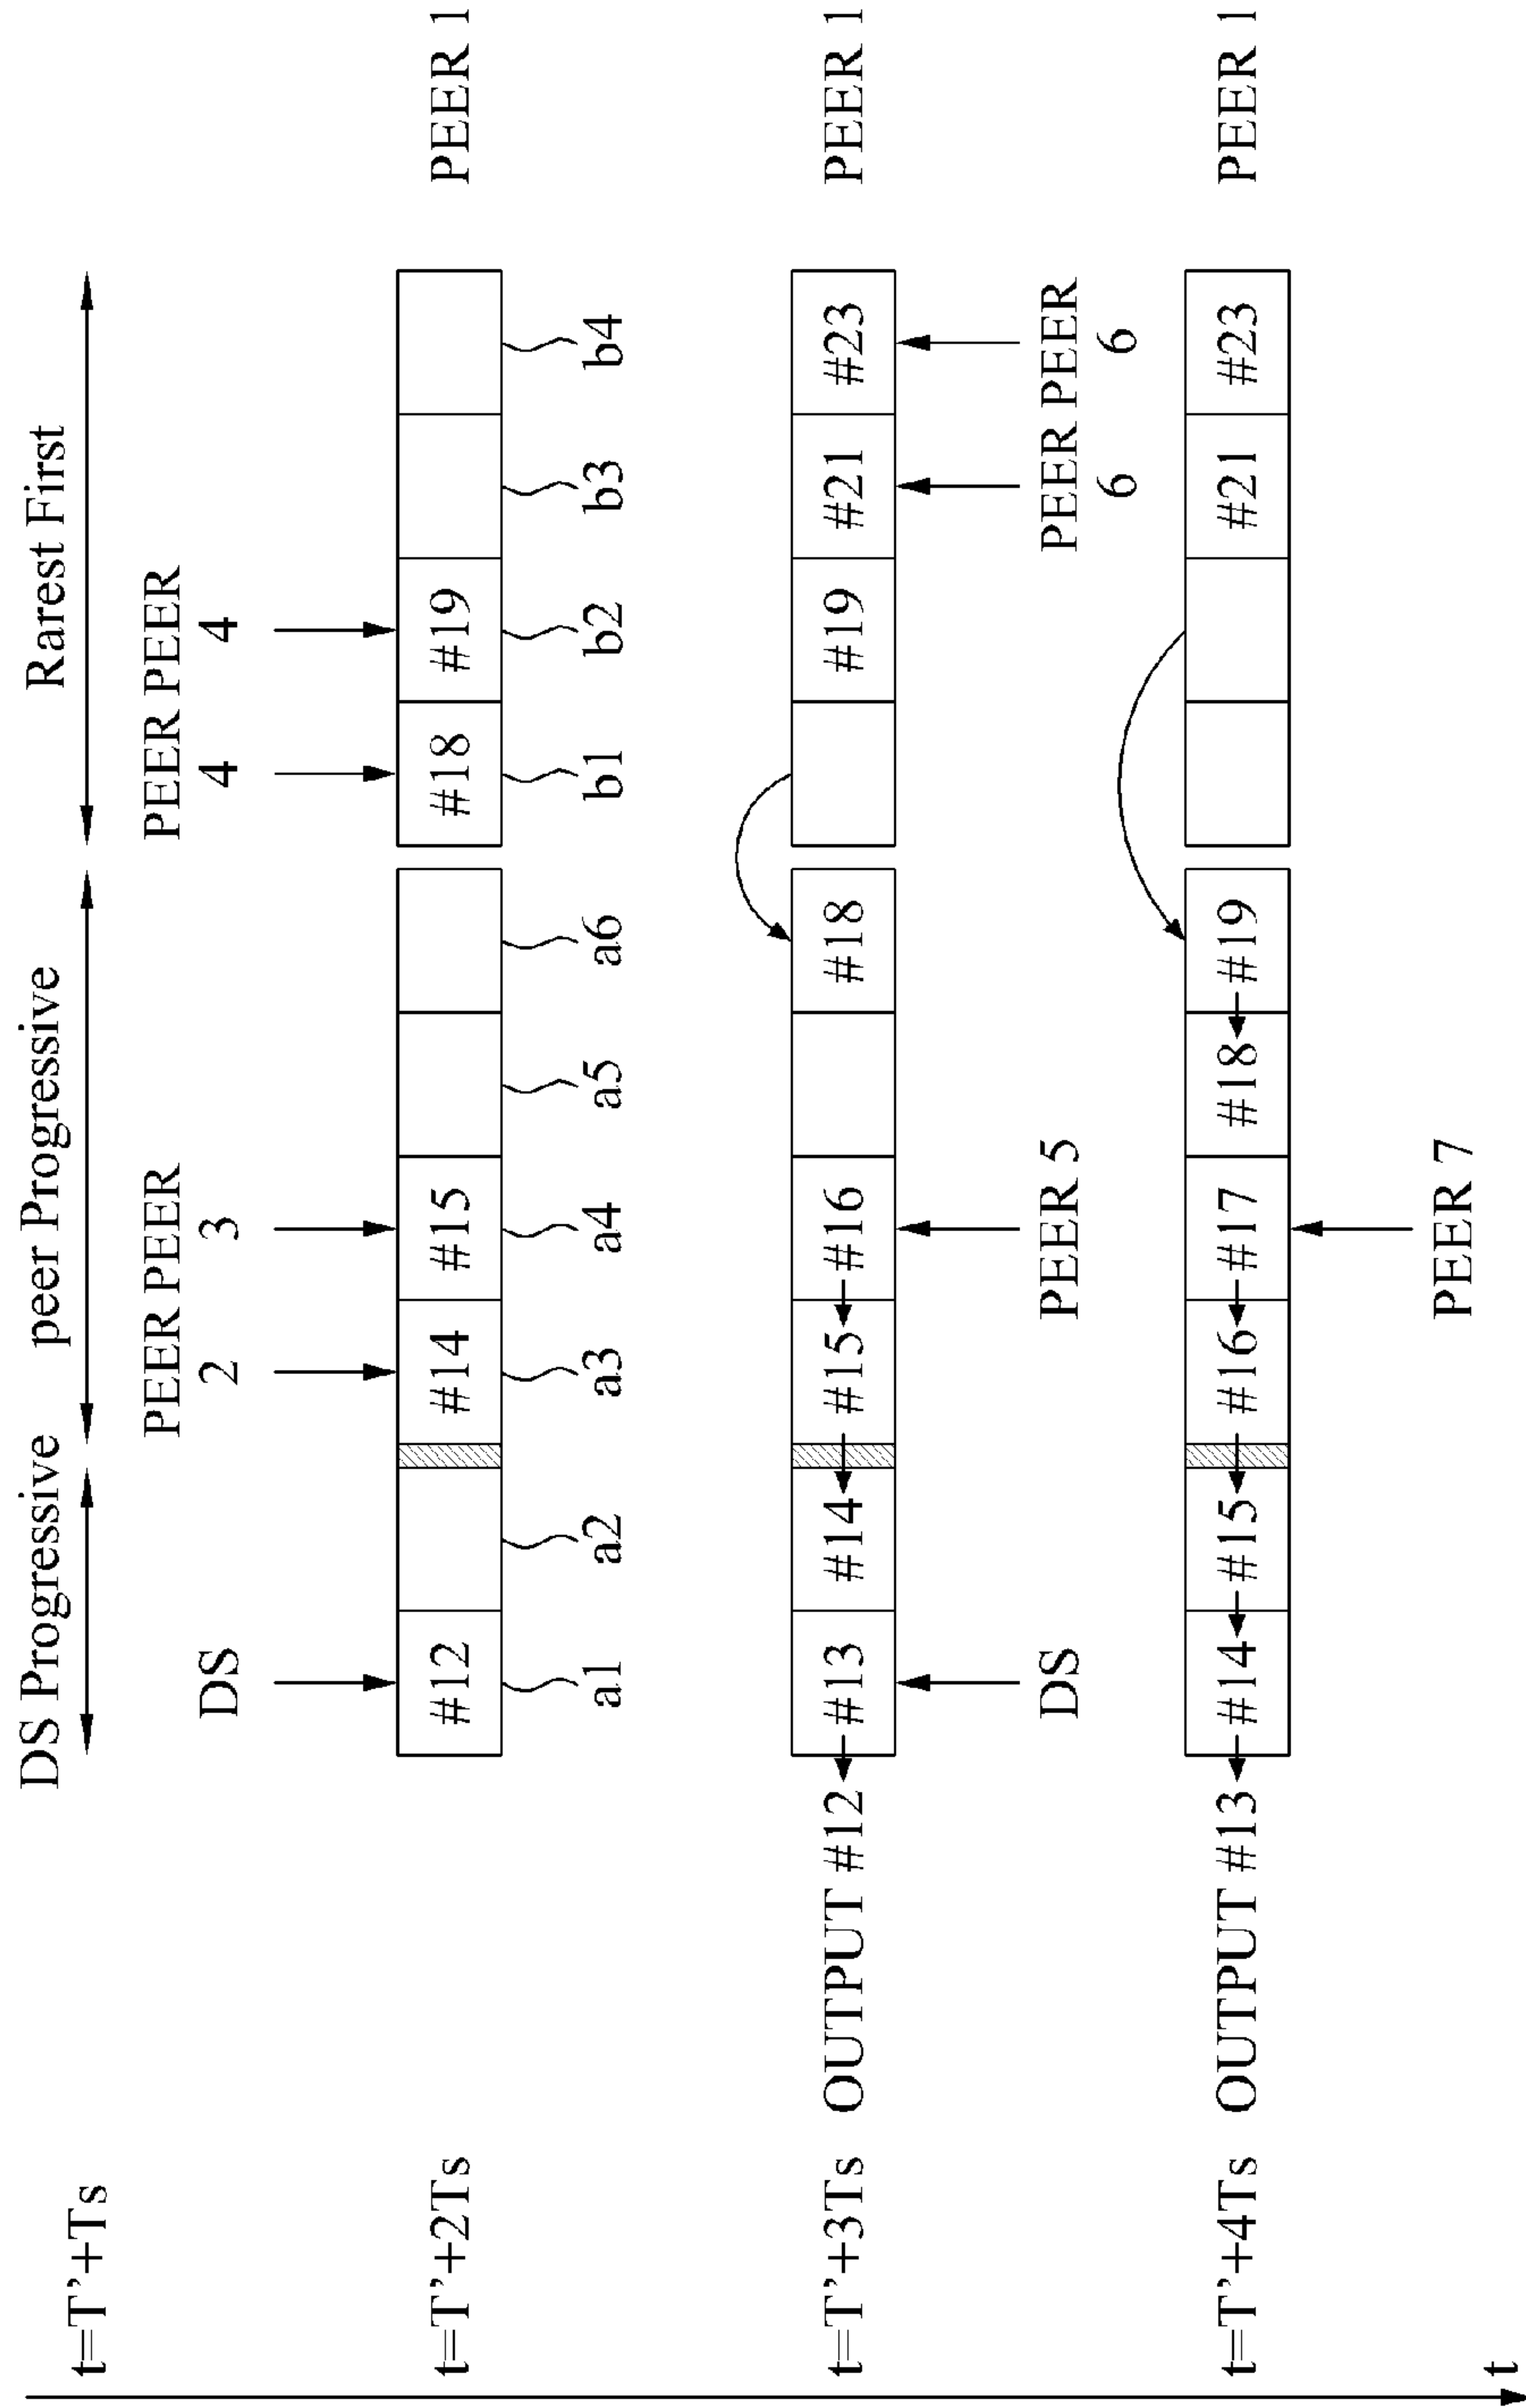 DS Progressive peer Progressive Rarest First
t=T'+Ts
DS PEER PEER PEER PEER
2 3 4 4
t=T'+2Ts #12 #14 #15 #18 #19 PEER 1
a1 a2 a3 a4 a5 a6 b1 b2 b3 b4
t=T'+3Ts OUTPUT #12 #13 #14 #15 #16 #18 #19 #21 #23 PEER 1
DS PEER 5 PEER PEER
6 6
t=T'+4Ts OUTPUT #13 #14 #15 #16 #17 #18 #19 #21 #23 PEER 1
PEER 7
t